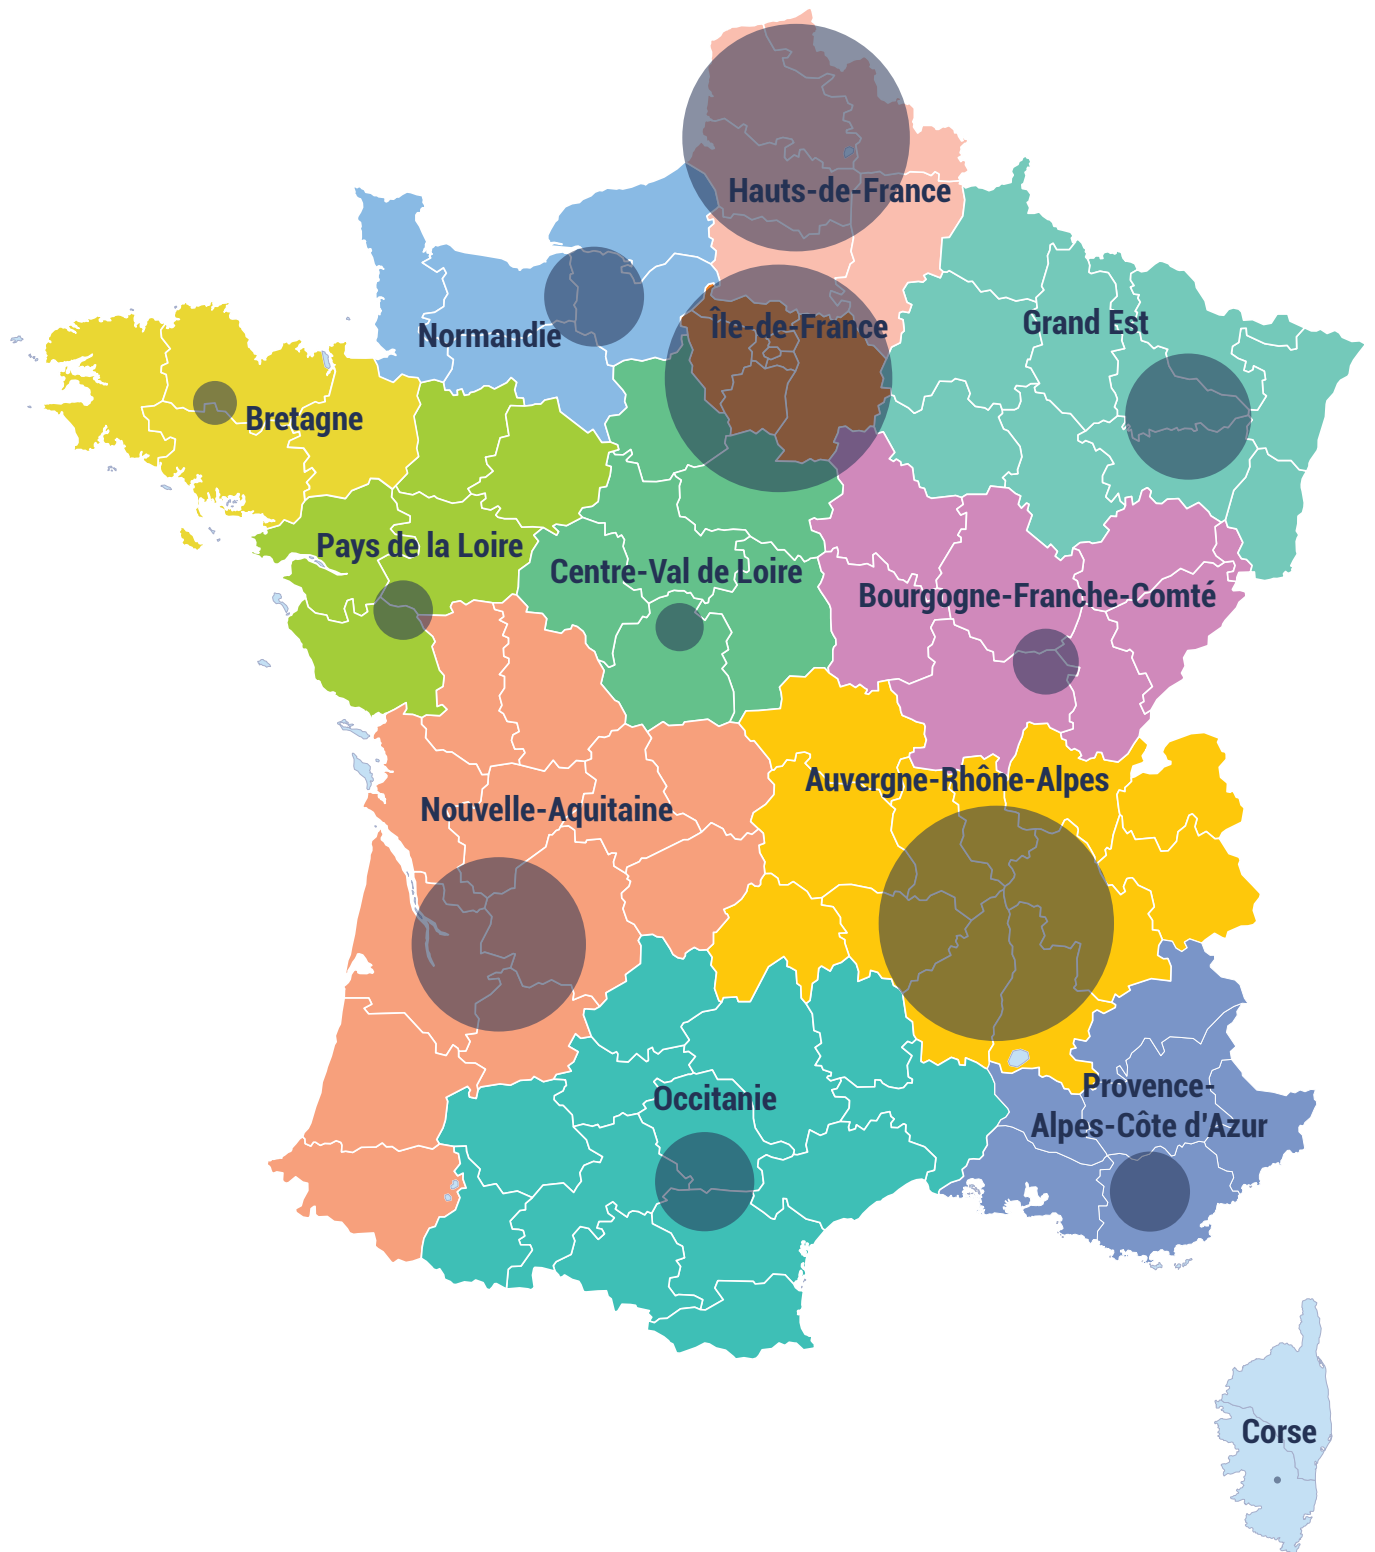 Hauts-de-France
Île-de-France
Grand Est
Normandie
Bretagne
Pays de la Loire
Centre-Val de Loire
Bourgogne-Franche-Comté
Auvergne-Rhône-Alpes
Nouvelle-Aquitaine
Occitanie
Provence-
Alpes-Côte d'Azur
Corse